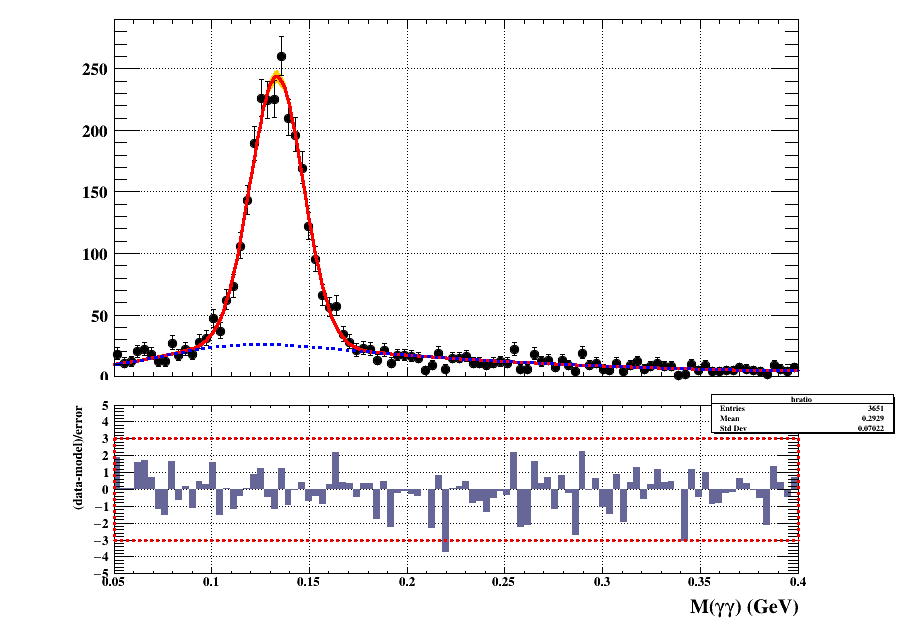 250
200
150
100
50
0
hratio
Entries 3651
Mean 0.2929
Std Dev 0.07022
(data-model)/error
5
4
3
2
1
0
−1
−2
−3
−4
−5
0.05 0.1 0.15 0.2 0.25 0.3 0.35 0.4
M(γγ) (GeV)